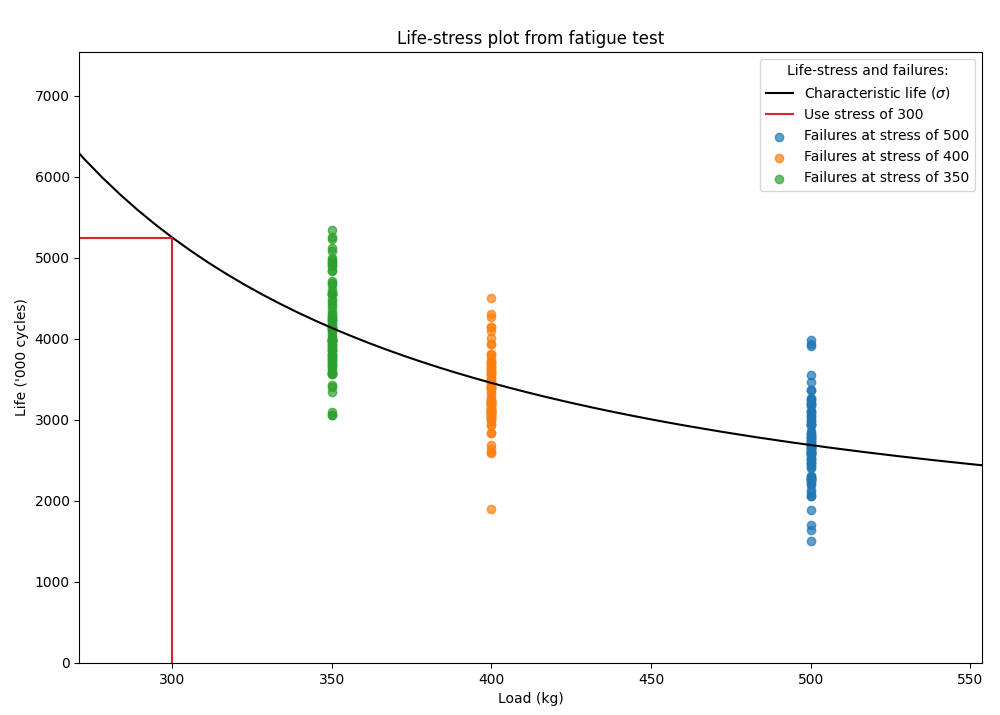 Life-stress plot from fatigue test
Life-stress and failures:
Characteristic life (σ)
Use stress of 300
Failures at stress of 500
Failures at stress of 400
Failures at stress of 350
Life ('000 cycles)
7000
6000
5000
4000
3000
2000
1000
0
300 350 400 450 500 550
Load (kg)